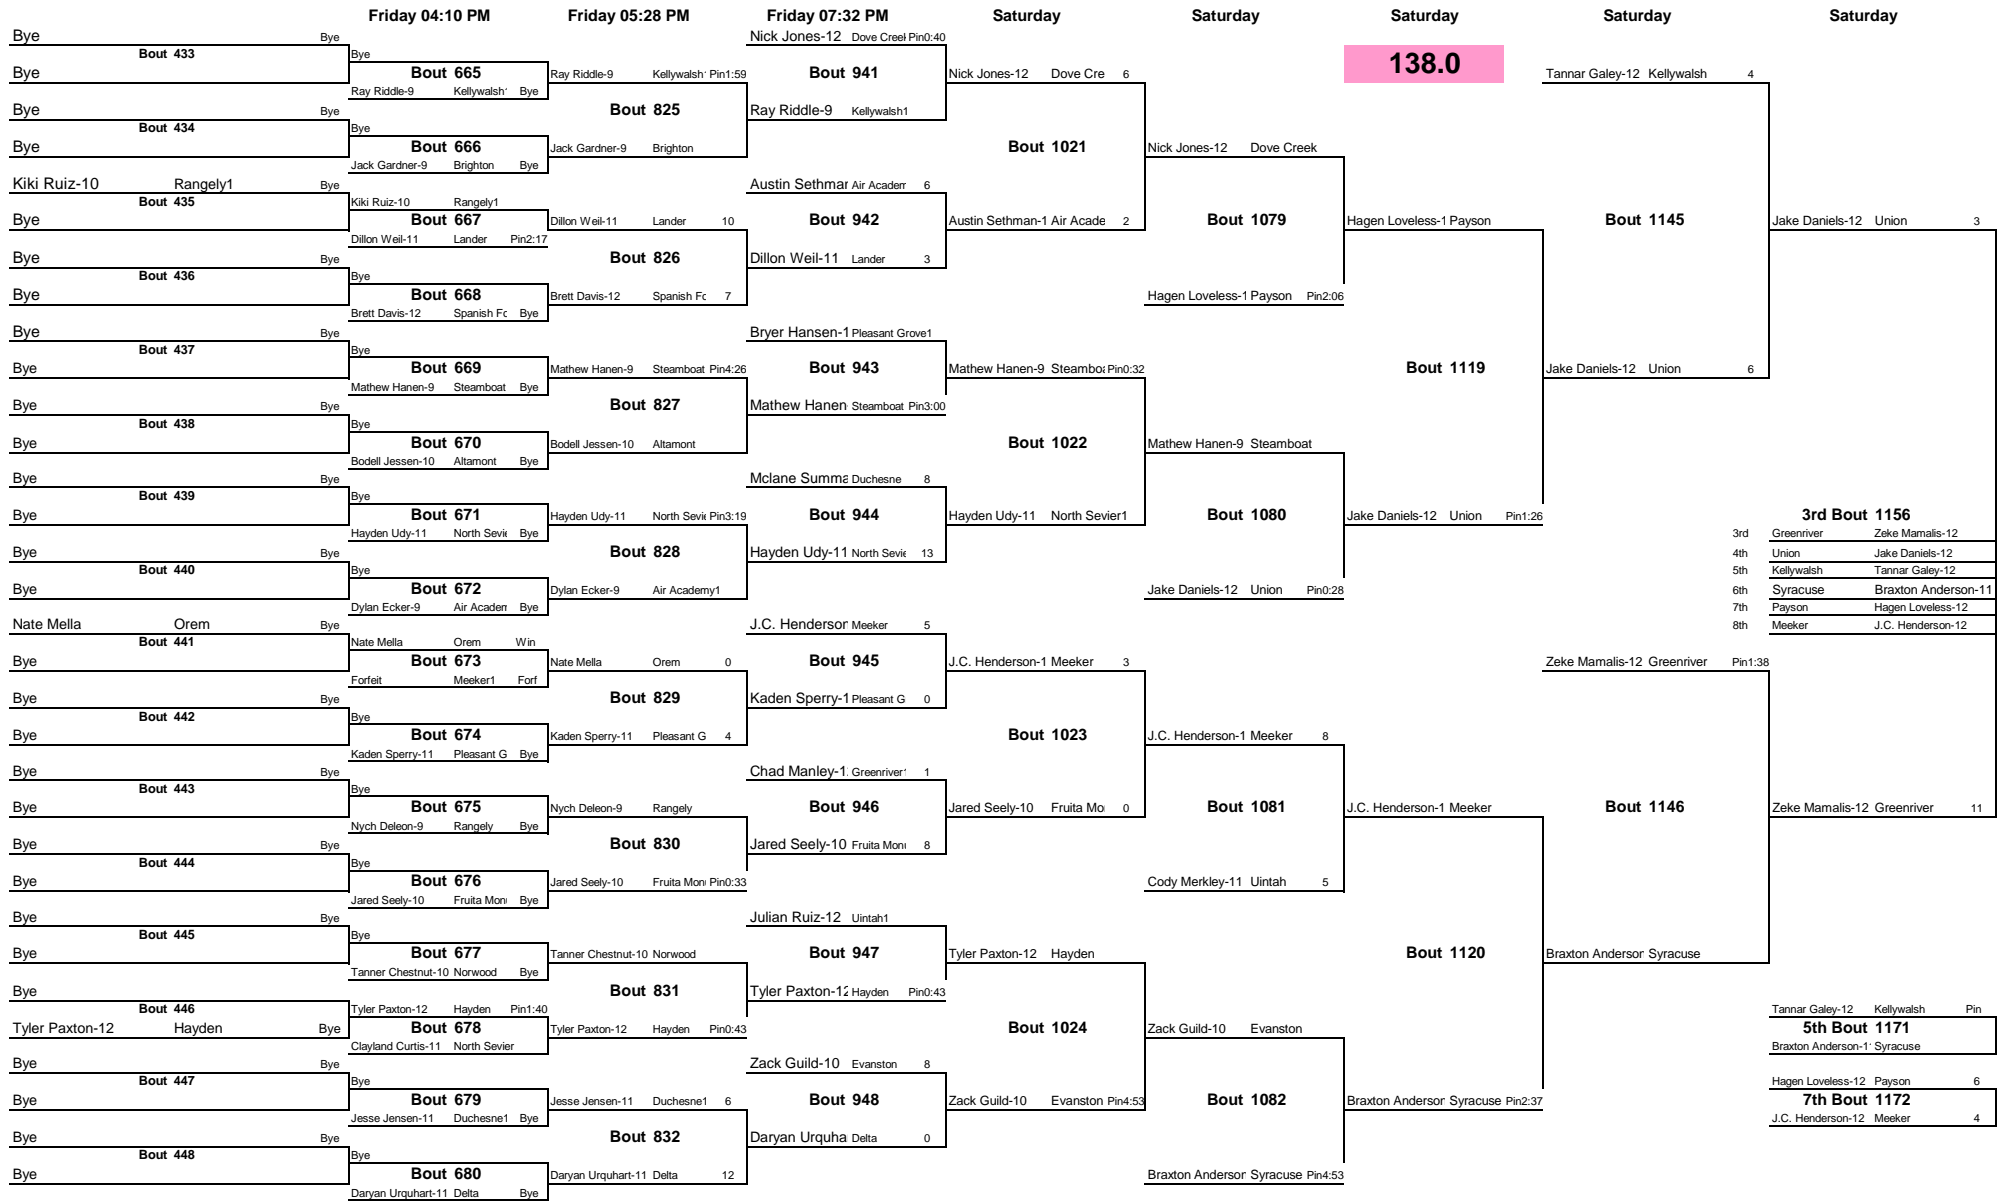 Friday 04:10 PM Friday 05:28 PM Friday 07:32 PM Saturday Saturday Saturday Saturday Saturday
138.0
Bye Bye
Bout 433
Bye
Bye Bye
Bout 434
Bye
Kiki Ruiz-10 Rangely1 Bye
Bout 435
Bye
Bye Bye
Bout 436
Bye
Bye Bye
Bout 437
Bye
Bye Bye
Bout 438
Bye
Bye Bye
Bout 439
Bye
Bye Bye
Bout 440
Bye
Nate Mella Orem Bye
Bout 441
Bye
Bye Bye
Bout 442
Bye
Bye Bye
Bout 443
Bye
Bye Bye
Bout 444
Bye
Bye Bye
Bout 445
Bye
Bye
Bout 446
Tyler Paxton-12 Hayden Bye
Bye Bye
Bout 447
Bye
Bye Bye
Bout 448
Bye
Bye
Bout 665
Ray Riddle-9 Kellywalsh1 Bye
Bye
Bout 666
Jack Gardner-9 Brighton Bye
Kiki Ruiz-10 Rangely1
Bout 667
Dillon Weil-11 Lander Pin2:17
Bye
Bout 668
Brett Davis-12 Spanish Fc Bye
Bye
Bout 669
Mathew Hanen-9 Steamboat Bye
Bye
Bout 670
Bodell Jessen-10 Altamont Bye
Bye
Bout 671
Hayden Udy-11 North Sevie Bye
Bye
Bout 672
Dylan Ecker-9 Air Academ Bye
Nate Mella Orem Win
Bout 673
Forfeit Meeker1 Forf
Bye
Bout 674
Kaden Sperry-11 Pleasant G Bye
Bye
Bout 675
Nych Deleon-9 Rangely Bye
Bye
Bout 676
Jared Seely-10 Fruita Mon Bye
Bye
Bout 677
Tanner Chestnut-10 Norwood Bye
Tyler Paxton-12 Hayden Pin1:40
Bout 678
Clayland Curtis-11 North Sevier
Bye
Bout 679
Jesse Jensen-11 Duchesne1 Bye
Bye
Bout 680
Daryan Urquhart-11 Delta Bye
Ray Riddle-9 Kellywalsh1 Pin1:59
Bout 825
Jack Gardner-9 Brighton
Dillon Weil-11 Lander 10
Bout 826
Brett Davis-12 Spanish Fc 7
Mathew Hanen-9 Steamboat Pin4:26
Bout 827
Bodell Jessen-10 Altamont
Hayden Udy-11 North Sevie Pin3:19
Bout 828
Dylan Ecker-9 Air Academy1
Nate Mella Orem 0
Bout 829
Kaden Sperry-11 Pleasant G 4
Nych Deleon-9 Rangely
Bout 830
Jared Seely-10 Fruita Mon Pin0:33
Tanner Chestnut-10 Norwood
Bout 831
Tyler Paxton-12 Hayden Pin0:43
Jesse Jensen-11 Duchesne1 6
Bout 832
Daryan Urquhart-11 Delta 12
Nick Jones-12 Dove Creek Pin0:40
Bout 941
Ray Riddle-9 Kellywalsh1
Austin Sethmar Air Academ 6
Bout 942
Dillon Weil-11 Lander 3
Bryer Hansen-1 Pleasant Grove1
Bout 943
Mathew Hanen Steamboat Pin3:00
Mclane Summa Duchesne 8
Bout 944
Hayden Udy-11 North Sevie 13
J.C. Henderson Meeker 5
Bout 945
Kaden Sperry-1 Pleasant G 0
Chad Manley-1 Greenriver1 1
Bout 946
Jared Seely-10 Fruita Mon 8
Julian Ruiz-12 Uintah1
Bout 947
Tyler Paxton-12 Hayden Pin0:43
Zack Guild-10 Evanston 8
Bout 948
Daryan Urquha Delta 0
Nick Jones-12 Dove Cre 6
Bout 1021
Austin Sethman-1 Air Acade 2
Mathew Hanen-9 Steamboa Pin0:32
Bout 1022
Hayden Udy-11 North Sevier1
J.C. Henderson-1 Meeker 3
Bout 1023
Jared Seely-10 Fruita Mo 0
Tyler Paxton-12 Hayden
Bout 1024
Zack Guild-10 Evanston Pin4:53
Nick Jones-12 Dove Creek
Bout 1079
Hagen Loveless-1 Payson Pin2:06
Mathew Hanen-9 Steamboat
Bout 1080
Jake Daniels-12 Union Pin0:28
J.C. Henderson-1 Meeker 8
Bout 1081
Cody Merkley-11 Uintah 5
Zack Guild-10 Evanston
Bout 1082
Braxton Anderson Syracuse Pin4:53
Hagen Loveless-1 Payson
Bout 1119
Jake Daniels-12 Union Pin1:26
J.C. Henderson-1 Meeker
Bout 1120
Braxton Anderson Syracuse Pin2:37
Tannar Galey-12 Kellywalsh 4
Bout 1145
Jake Daniels-12 Union 6
Zeke Mamalis-12 Greenriver Pin1:38
Bout 1146
Braxton Anderson Syracuse
Jake Daniels-12 Union 3
3rd Bout 1156
3rd Greenriver Zeke Mamalis-12
4th Union Jake Daniels-12
5th Kellywalsh Tannar Galey-12
6th Syracuse Braxton Anderson-11
7th Payson Hagen Loveless-12
8th Meeker J.C. Henderson-12
Zeke Mamalis-12 Greenriver 11
Tannar Galey-12 Kellywalsh Pin
5th Bout 1171
Braxton Anderson-1 Syracuse
Hagen Loveless-12 Payson 6
7th Bout 1172
J.C. Henderson-12 Meeker 4